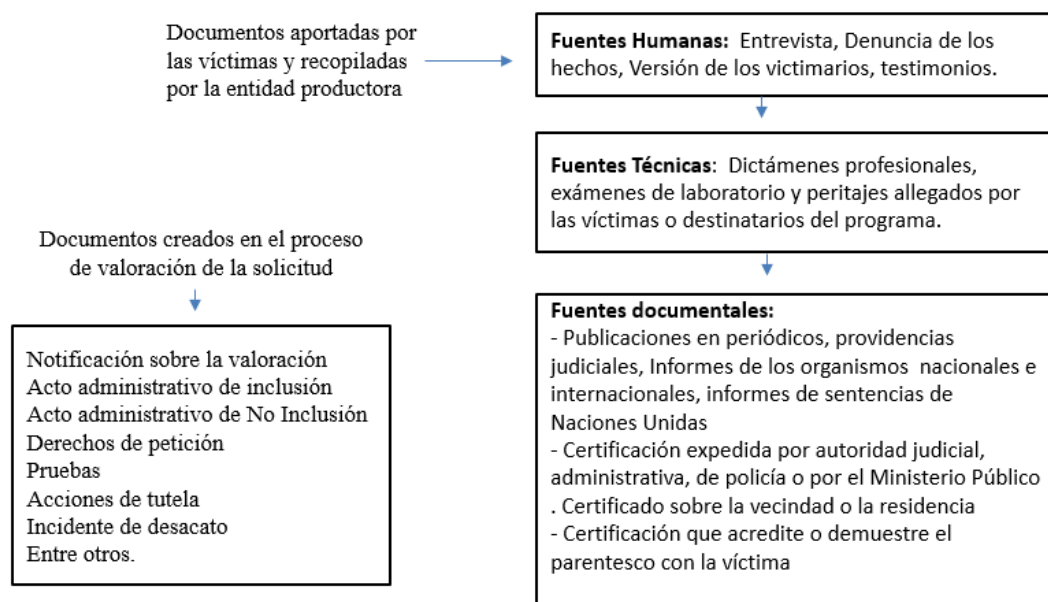 Documentos aportadas por
las víctimas y recopiladas
por la entidad productora
Fuentes Humanas: Entrevista, Denuncia de los
hechos, Versión de los victimarios, testimonios.
Fuentes Técnicas: Dictámenes profesionales,
exámenes de laboratorio y peritajes allegados por
las víctimas o destinatarios del programa.
Documentos creados en el proceso
de valoración de la solicitud
Notificación sobre la valoración
Acto administrativo de inclusión
Acto administrativo de No Inclusión
Derechos de petición
Pruebas
Acciones de tutela
Incidente de desacato
Entre otros.
Fuentes documentales:
- Publicaciones en periódicos, providencias
judiciales, Informes de los organismos nacionales e
internacionales, informes de sentencias de
Naciones Unidas
- Certificación expedida por autoridad judicial,
administrativa, de policía o por el Ministerio Público
. Certificado sobre la vecindad o la residencia
- Certificación que acredite o demuestre el
parentesco con la víctima